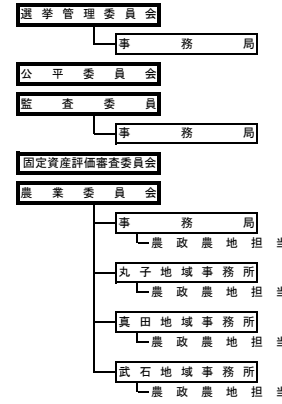 選挙管理委員会
事務局
公平委員会
監査委員
事務局
固定資産評価審査委員会
農業委員会
事務局
農政農地担当
丸子地域事務所
農政農地担当
真田地域事務所
農政農地担当
武石地域事務所
農政農地担当